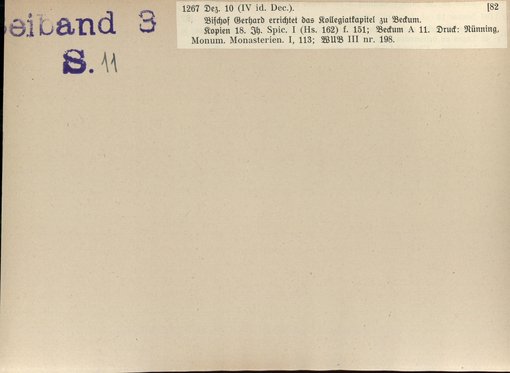 eiband 3
S. 11
1267 Dez. 10 (IV id. Dec.). [82
Bischof Gerhard errichtet das Kollegiatkapitel zu Beckum.
Kopien 18. Jh. Spic. I (Hs. 162) f. 151; Beckum A 11. Druck: Nünning,
Monum. Monasterien. I, 113; WUB III nr. 198.